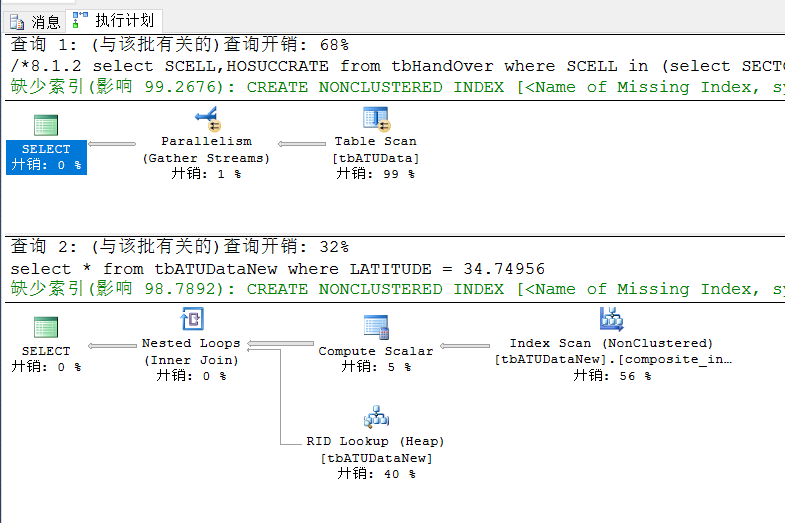 消息 执行计划
查询 1: (与该批有关的)查询开销: 68%
/*8.1.2 select SCELL,HOSUCCRATE from tbHandOver where SCELL in (select SECTO
缺少索引(影响 99.2676): CREATE NONCLUSTERED INDEX [<Name of Missing Index, sy
SELECT
开销: 0 %
Parallelism
(Gather Streams)
开销: 1 %
Table Scan
[tbATUData]
开销: 99 %
查询 2: (与该批有关的)查询开销: 32%
select * from tbATUDataNew where LATITUDE = 34.74956
缺少索引(影响 98.7892): CREATE NONCLUSTERED INDEX [<Name of Missing Index, sy
SELECT
开销: 0 %
Nested Loops
(Inner Join)
开销: 0 %
Compute Scalar
开销: 5 %
Index Scan (NonClustered)
[tbATUDataNew].[composite_in…
开销: 56 %
RID Lookup (Heap)
[tbATUDataNew]
开销: 40 %